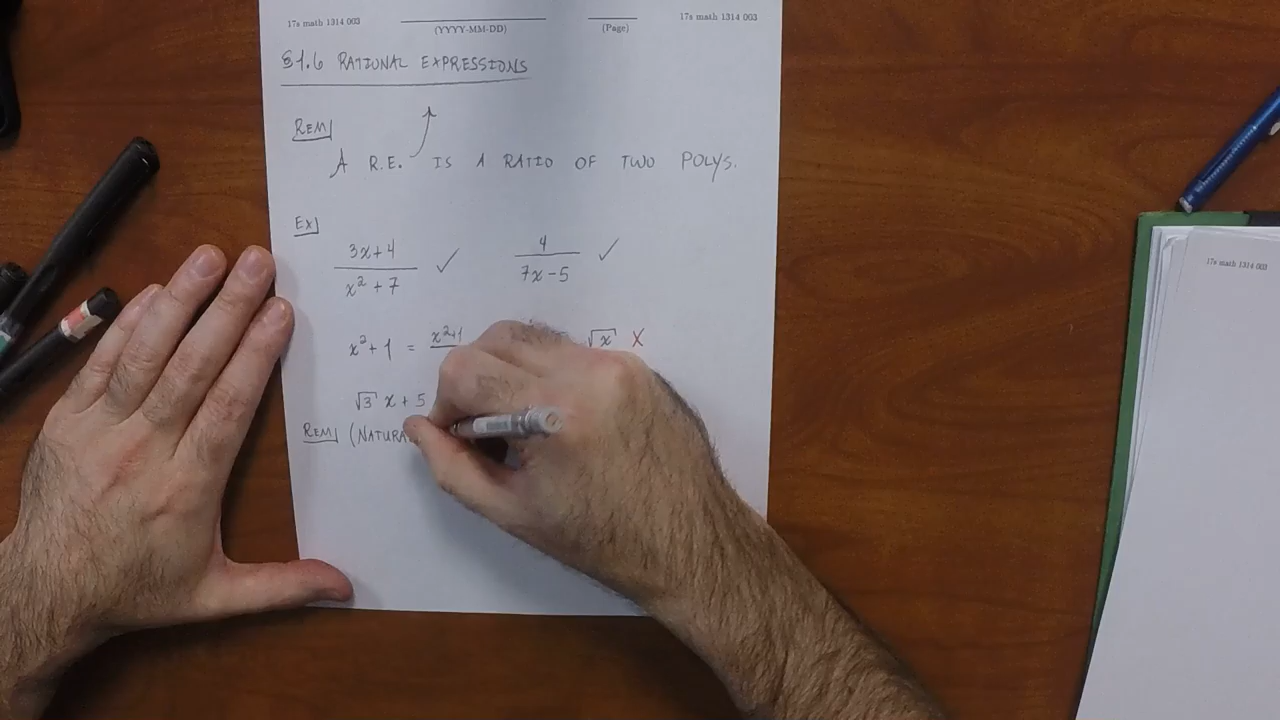 17s math 1314 003 (YYYY-MM-DD) (Page) 17s math 1314 003
§1.6 RATIONAL EXPRESSIONS
REM
A R.E. IS A RATIO OF TWO POLYS.
EX
3x+4 / x²+7 ✓ 4 / 7x-5 ✓
x²+1 = x²+1 √x X
√3 x + 5
REM (NATURA
17s math 1314 003